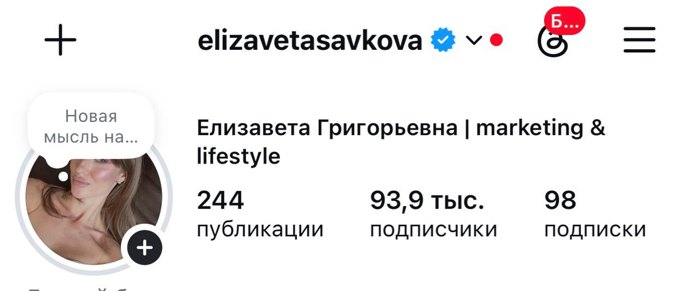 elizavetasavkova
Б...
Новая
мысль на...
Елизавета Григорьевна | marketing &
lifestyle
244
публикации
93,9 тыс.
подписчики
98
подписки